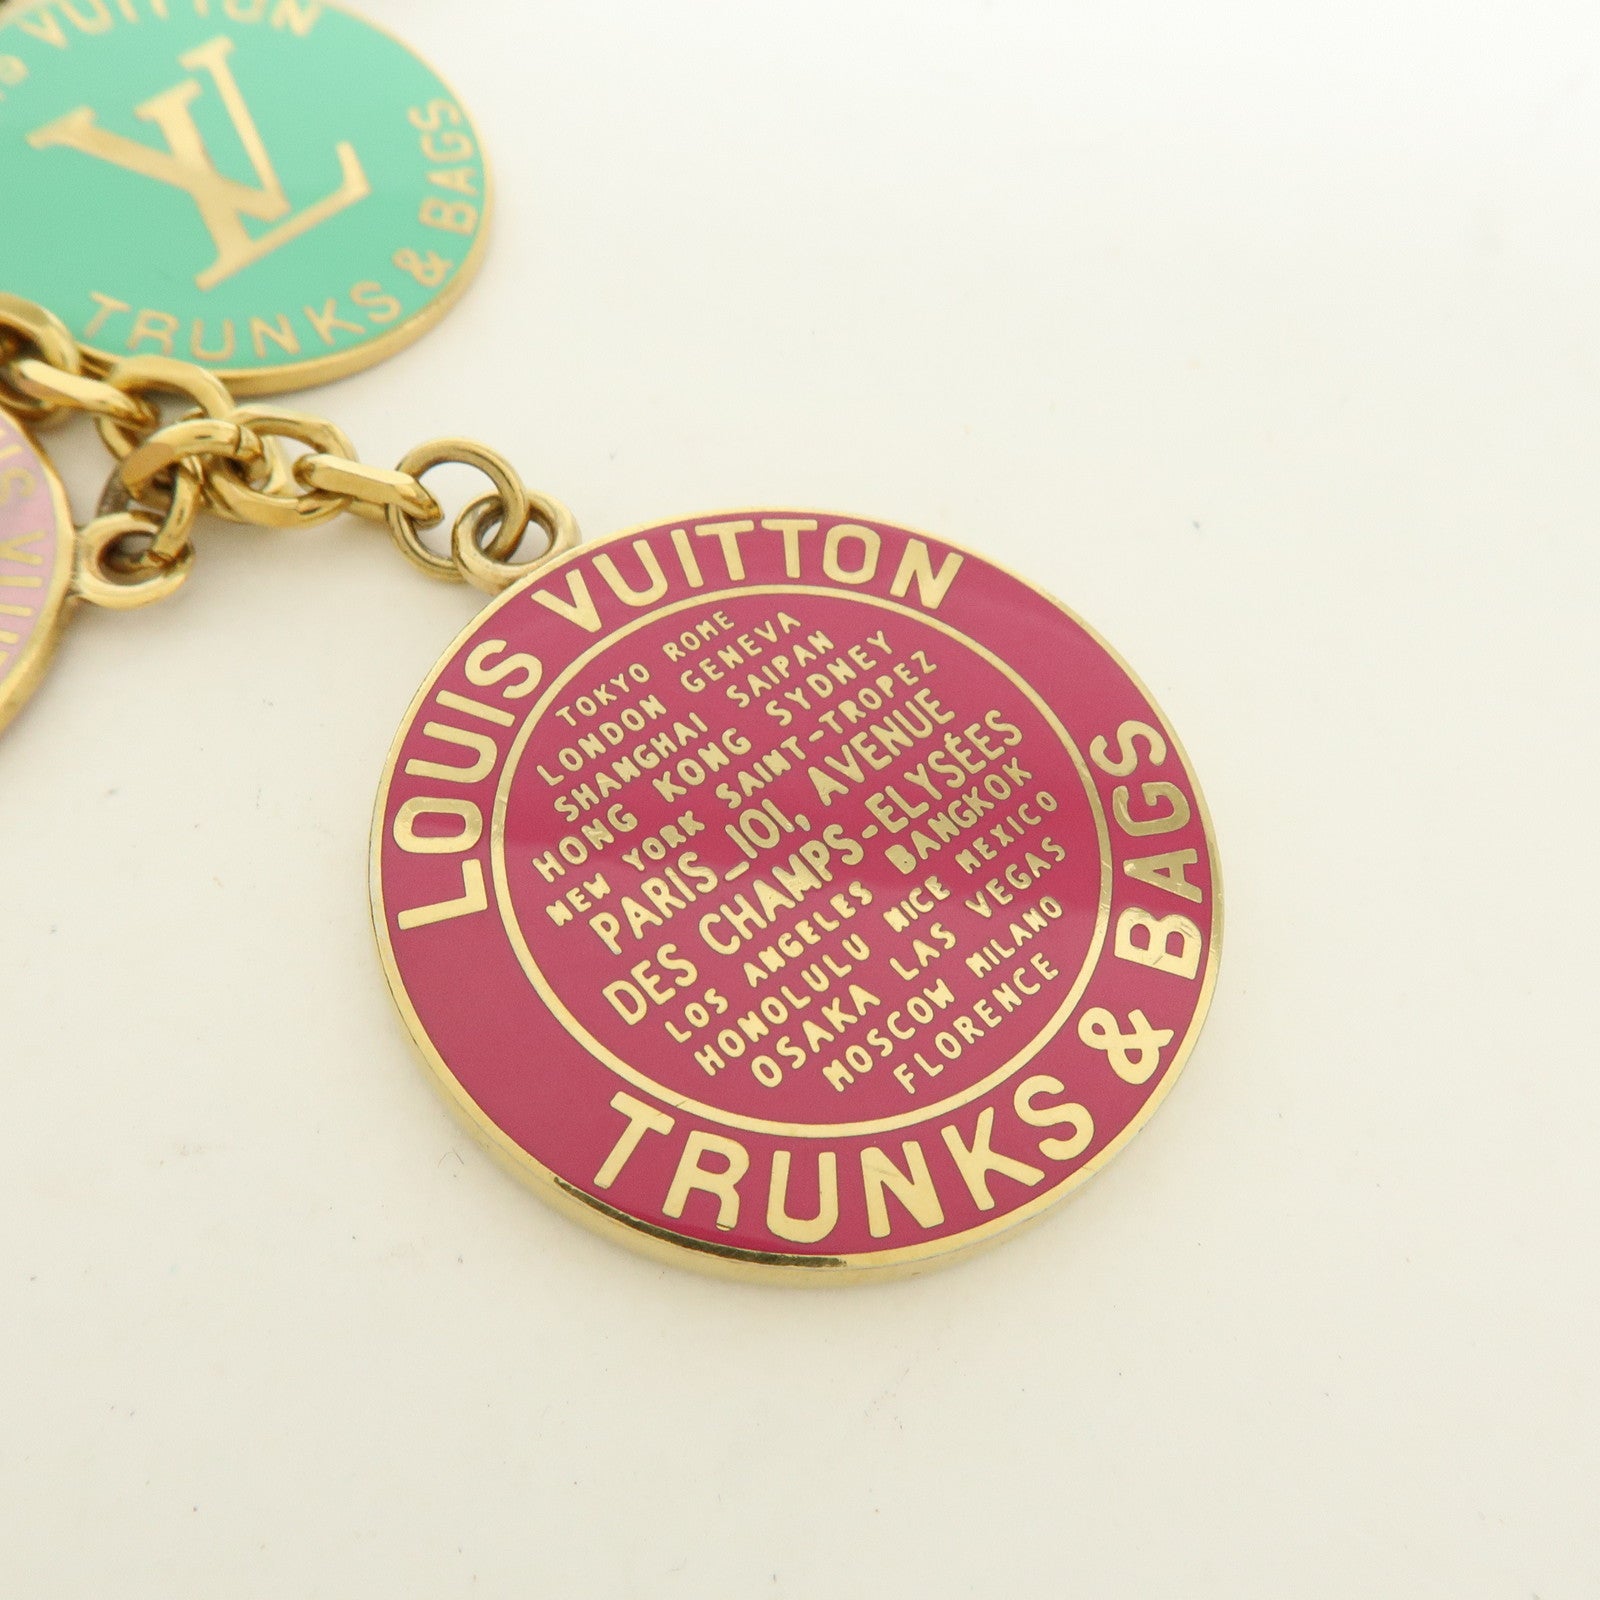 VUITTON
LV
TRUNKS & BAGS
LOUIS VUITTON
TOKYO ROME
LONDON GENEVA
SHANGHAI SAIPAN
HONG KONG SYDNEY
NEW YORK SAINT-TROPEZ
PARIS_101, AVENUE
DES CHAMPS-ELYSÉES
LOS ANGELES BANGKOK
HONOLULU NICE MEXICO
OSAKA LAS VEGAS
MOSCOW MILANO
FLORENCE
TRUNKS & BAGS